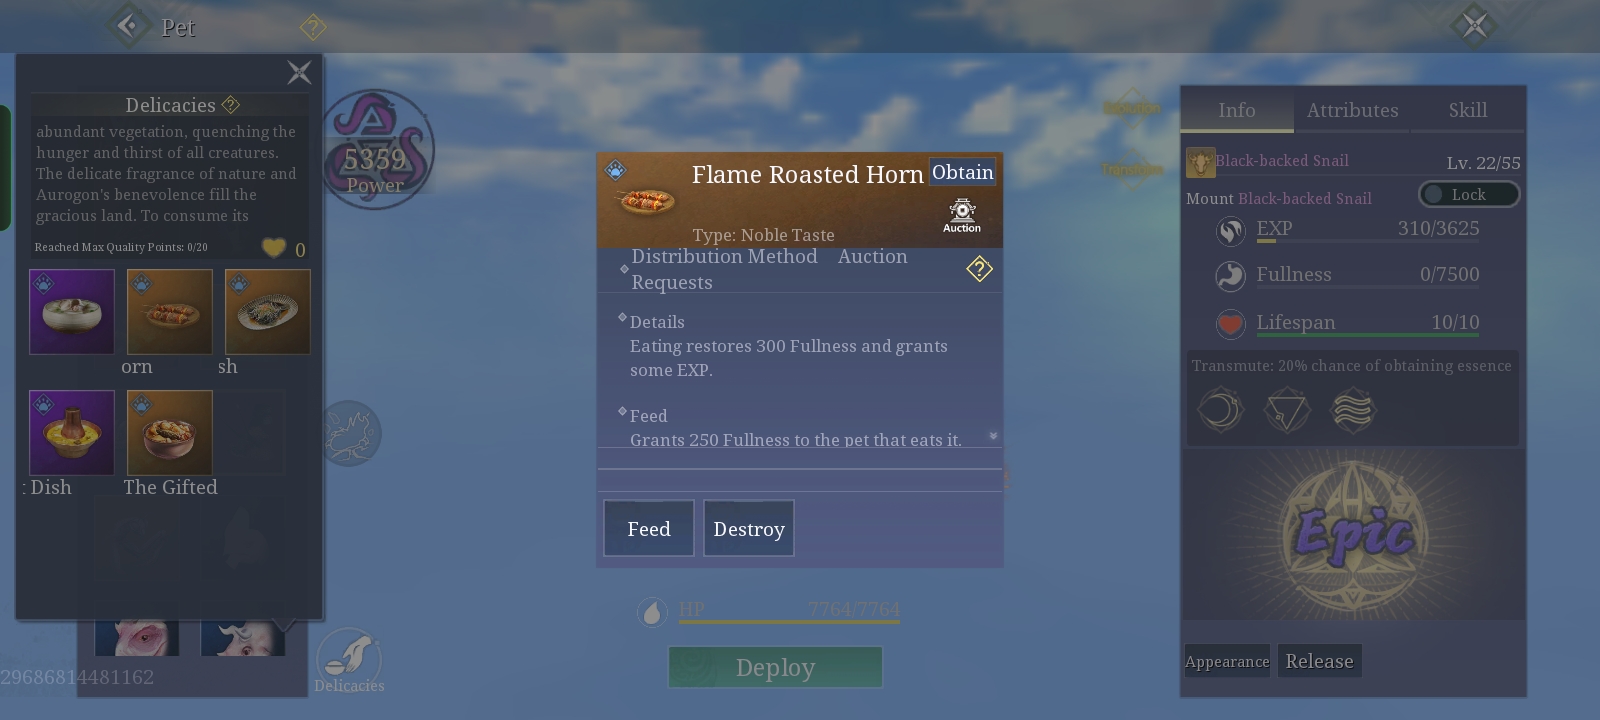 Pet
Delicacies
abundant vegetation, quenching the
hunger and thirst of all creatures.
The delicate fragrance of nature and
Aurogon's benevolence fill the
gracious land. To consume its
Reached Max Quality Points: 0/20
0
orn
sh
Dish
The Gifted
29686814481162
5359
Power
Delicacies
Evolution
Transform
Flame Roasted Horn
Obtain
Auction
Type: Noble Taste
Distribution Method Auction
Requests
Details
Eating restores 300 Fullness and grants
some EXP.
Feed
Grants 250 Fullness to the pet that eats it.
Feed
Destroy
HP 7764/7764
Deploy
Info
Attributes
Skill
Black-backed Snail
Lv. 22/55
Mount Black-backed Snail
Lock
EXP 310/3625
Fullness 0/7500
Lifespan 10/10
Transmute: 20% chance of obtaining essence
Epic
Appearance
Release